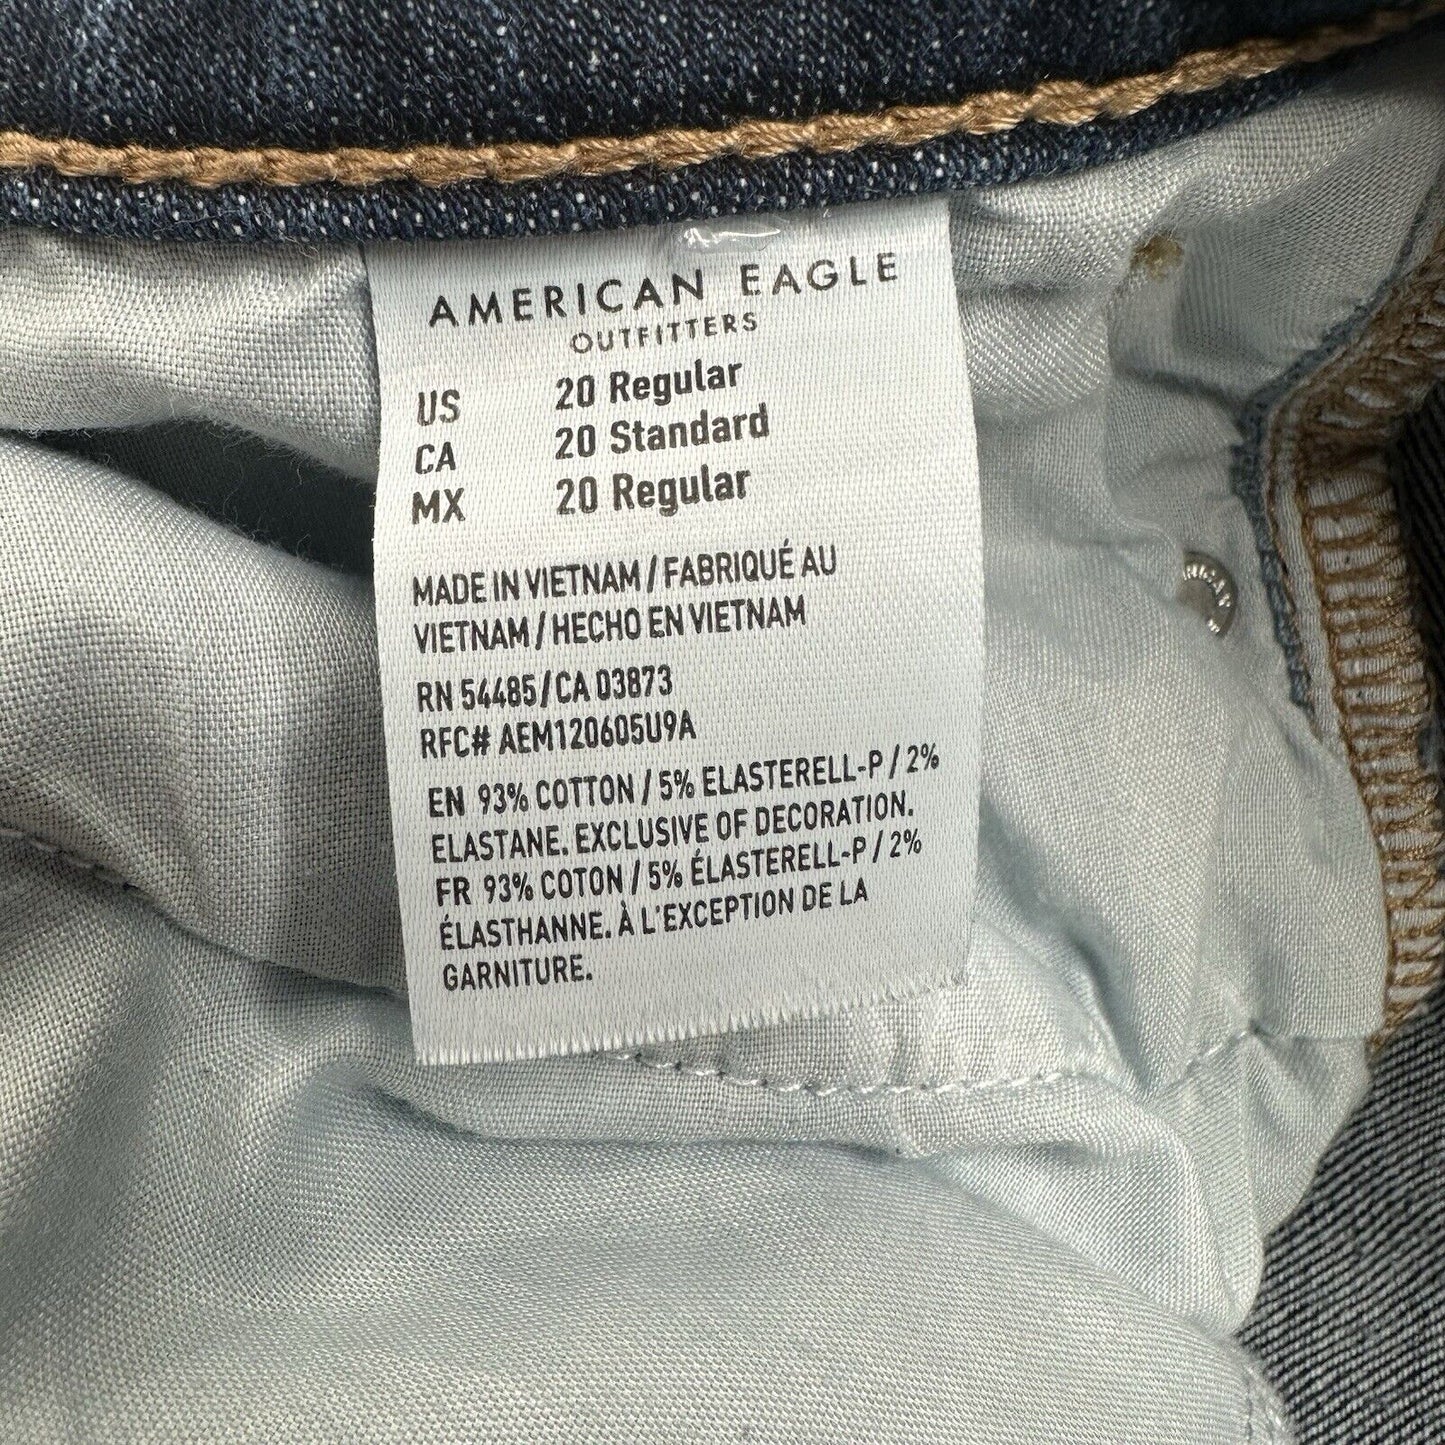 AMERICAN EAGLE
OUTFITTERS
US 20 Regular
CA 20 Standard
MX 20 Regular
MADE IN VIETNAM / FABRIQUÉ AU
VIETNAM / HECHO EN VIETNAM
RN 54485/CA 03873
RFC# AEM120605U9A
EN 93% COTTON / 5% ELASTERELL-P / 2%
ELASTANE. EXCLUSIVE OF DECORATION.
FR 93% COTON / 5% ÉLASTERELL-P / 2%
ÉLASTHANNE. À L'EXCEPTION DE LA
GARNITURE.